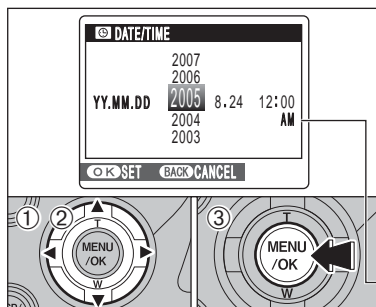 DATE/TIME
2007
2006
YY.MM.DD 2005 8.24 12:00
2004 AM
2003
OK SET BACK CANCEL
① ② ③
T T
MENU /OK
MENU /OK
W W